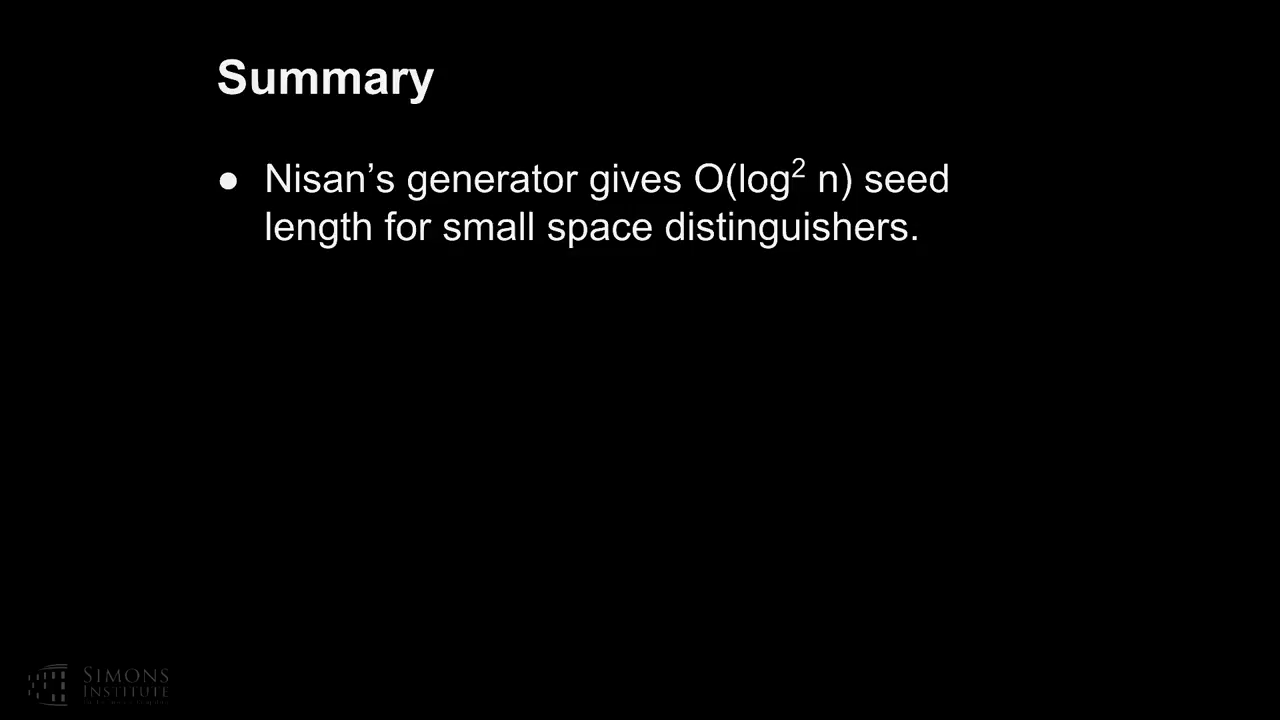 Summary
● Nisan's generator gives O(log² n) seed
length for small space distinguishers.
SIMONS
INSTITUTE